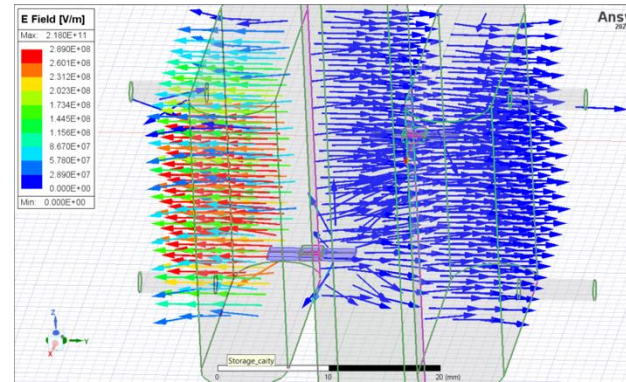 E Field [V/m]
Max: 2.180E+11
2.890E+08
2.601E+08
2.312E+08
2.023E+08
1.734E+08
1.445E+08
1.156E+08
8.670E+07
5.780E+07
2.890E+07
0.000E+00
Min: 0.000E+00
Ans
Z
Y
X
Storage_caity
0
10
20 (mm)